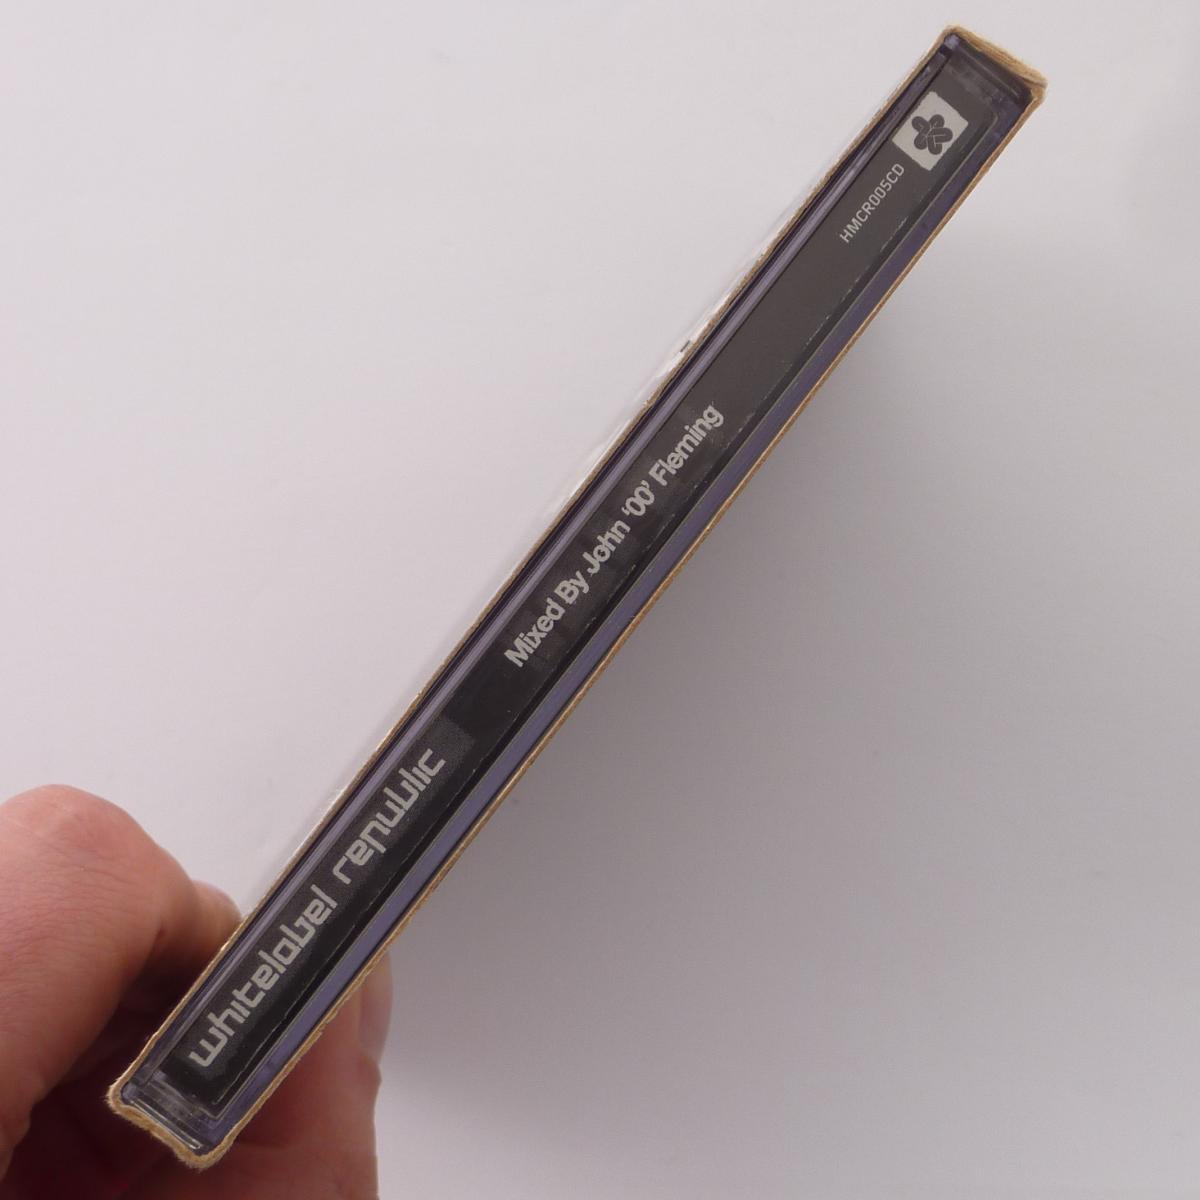 whitelabel republic
Mixed By John '00' Fleming
HMCR005CD